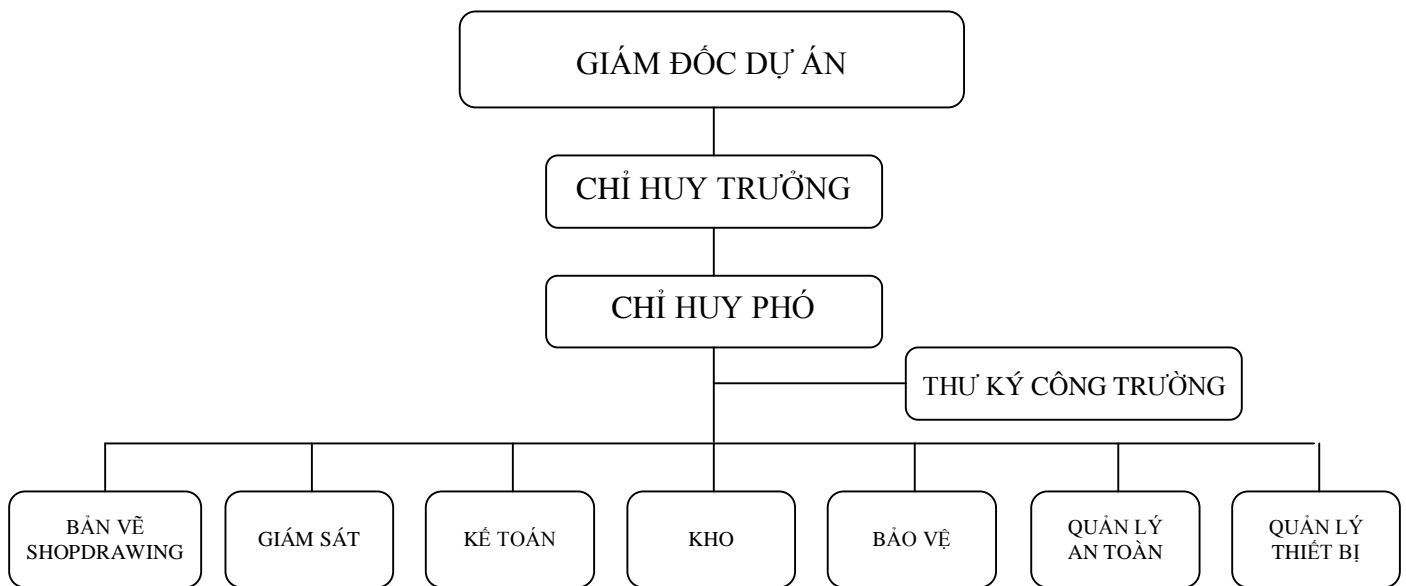 GIÁM ĐỐC DỰ ÁN
CHỈ HUY TRƯỞNG
CHỈ HUY PHÓ
THƯ KÝ CÔNG TRƯỜNG
BẢN VẼ
SHOPDRAWING
GIÁM SÁT
KẾ TOÁN
KHO
BẢO VỆ
QUẢN LÝ
AN TOÀN
QUẢN LÝ
THIẾT BỊ